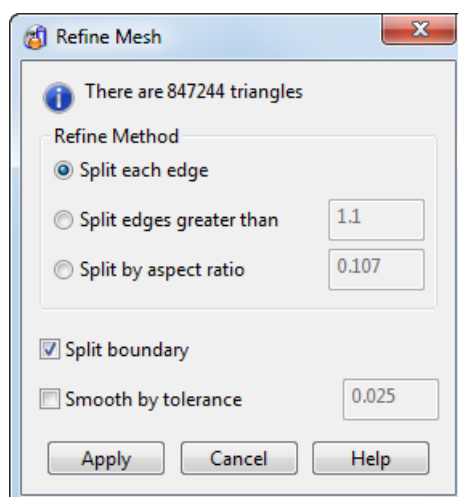 Refine Mesh
There are 847244 triangles
Refine Method
Split each edge
Split edges greater than 1.1
Split by aspect ratio 0.107
Split boundary
Smooth by tolerance 0.025
Apply Cancel Help